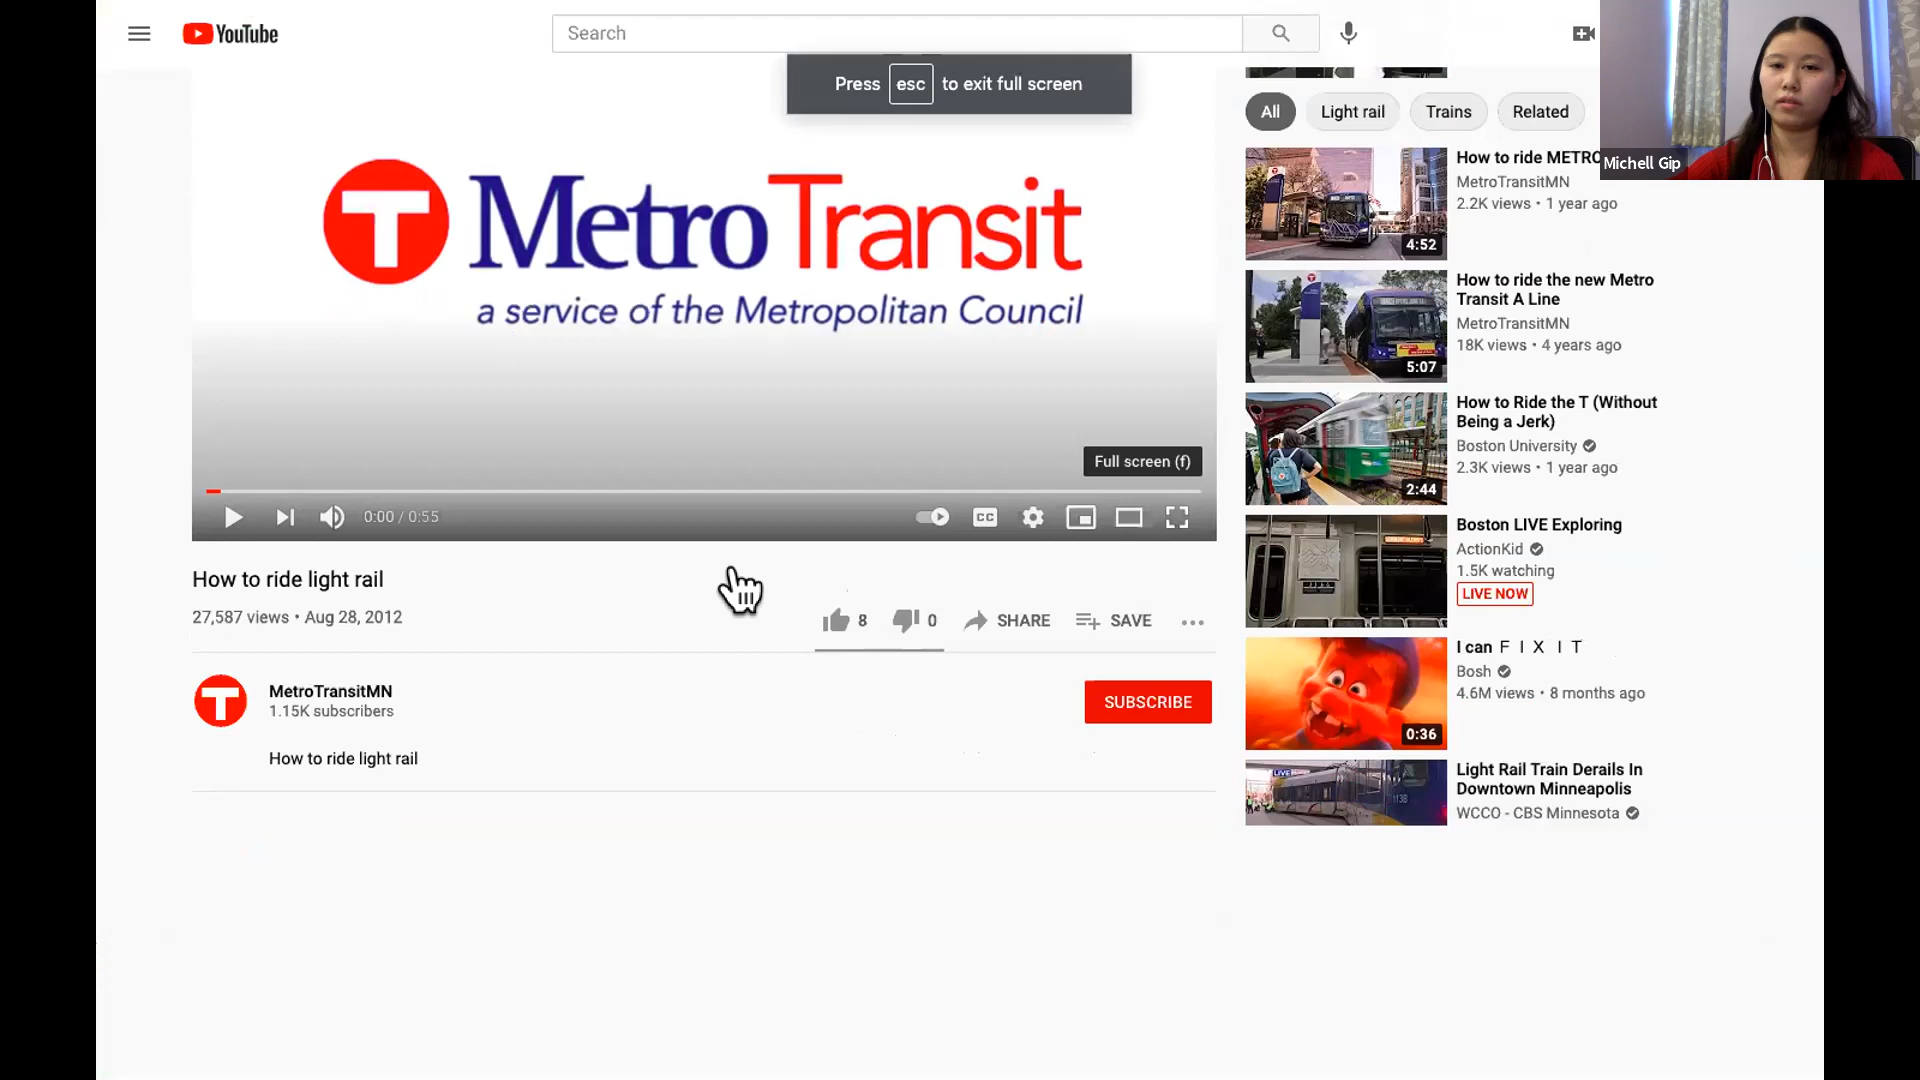 YouTube
Search
Press esc to exit full screen
T MetroTransit
a service of the Metropolitan Council
Full screen (f)
0:00 / 0:55
CC
How to ride light rail
27,587 views • Aug 28, 2012
8
0
SHARE
SAVE
T
MetroTransitMN
1.15K subscribers
SUBSCRIBE
How to ride light rail
All
Light rail
Trains
Related
How to ride METRO
MetroTransitMN
2.2K views • 1 year ago
4:52
How to ride the new Metro
Transit A Line
MetroTransitMN
18K views • 4 years ago
5:07
How to Ride the T (Without
Being a Jerk)
Boston University
2.3K views • 1 year ago
2:44
Boston LIVE Exploring
ActionKid
1.5K watching
LIVE NOW
I can F I X I T
Bosh
4.6M views • 8 months ago
0:36
Light Rail Train Derails In
Downtown Minneapolis
WCCO - CBS Minnesota
LIVE
Michell Gip